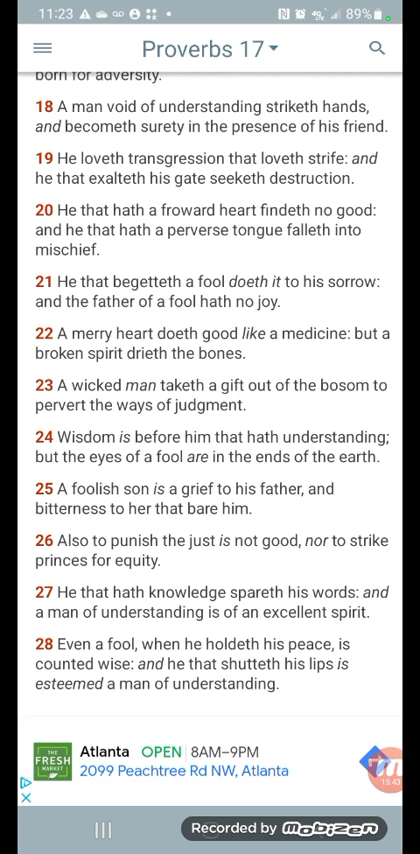 11:23 89%
Proverbs 17
born for adversity.
18 A man void of understanding striketh hands,
and becometh surety in the presence of his friend.
19 He loveth transgression that loveth strife: and
he that exalteth his gate seeketh destruction.
20 He that hath a froward heart findeth no good:
and he that hath a perverse tongue falleth into
mischief.
21 He that begetteth a fool doeth it to his sorrow:
and the father of a fool hath no joy.
22 A merry heart doeth good like a medicine: but a
broken spirit drieth the bones.
23 A wicked man taketh a gift out of the bosom to
pervert the ways of judgment.
24 Wisdom is before him that hath understanding;
but the eyes of a fool are in the ends of the earth.
25 A foolish son is a grief to his father, and
bitterness to her that bare him.
26 Also to punish the just is not good, nor to strike
princes for equity.
27 He that hath knowledge spareth his words: and
a man of understanding is of an excellent spirit.
28 Even a fool, when he holdeth his peace, is
counted wise: and he that shutteth his lips is
esteemed a man of understanding.
THE
FRESH
MARKET
Atlanta OPEN 8AM–9PM
2099 Peachtree Rd NW, Atlanta
15:43
Recorded by mobizen